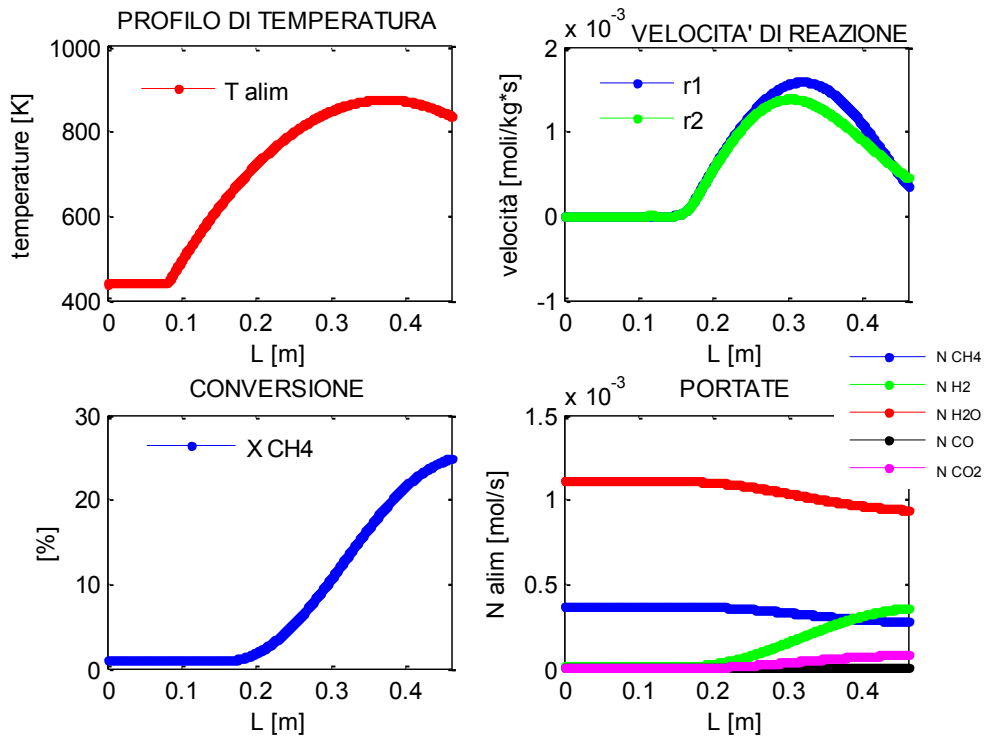 PROFILO DI TEMPERATURA
1000
800
600
400
temperature [K]
T alim
0 0.1 0.2 0.3 0.4
L [m]
x 10^-3
VELOCITA' DI REAZIONE
2
1
0
-1
velocità [moli/kg*s]
r1
r2
0 0.1 0.2 0.3 0.4
L [m]
CONVERSIONE
30
20
10
0
[%]
X CH4
0 0.1 0.2 0.3 0.4
L [m]
x 10^-3
PORTATE
1.5
1
0.5
0
N alim [mol/s]
N CH4
N H2
N H2O
N CO
N CO2
0 0.1 0.2 0.3 0.4
L [m]